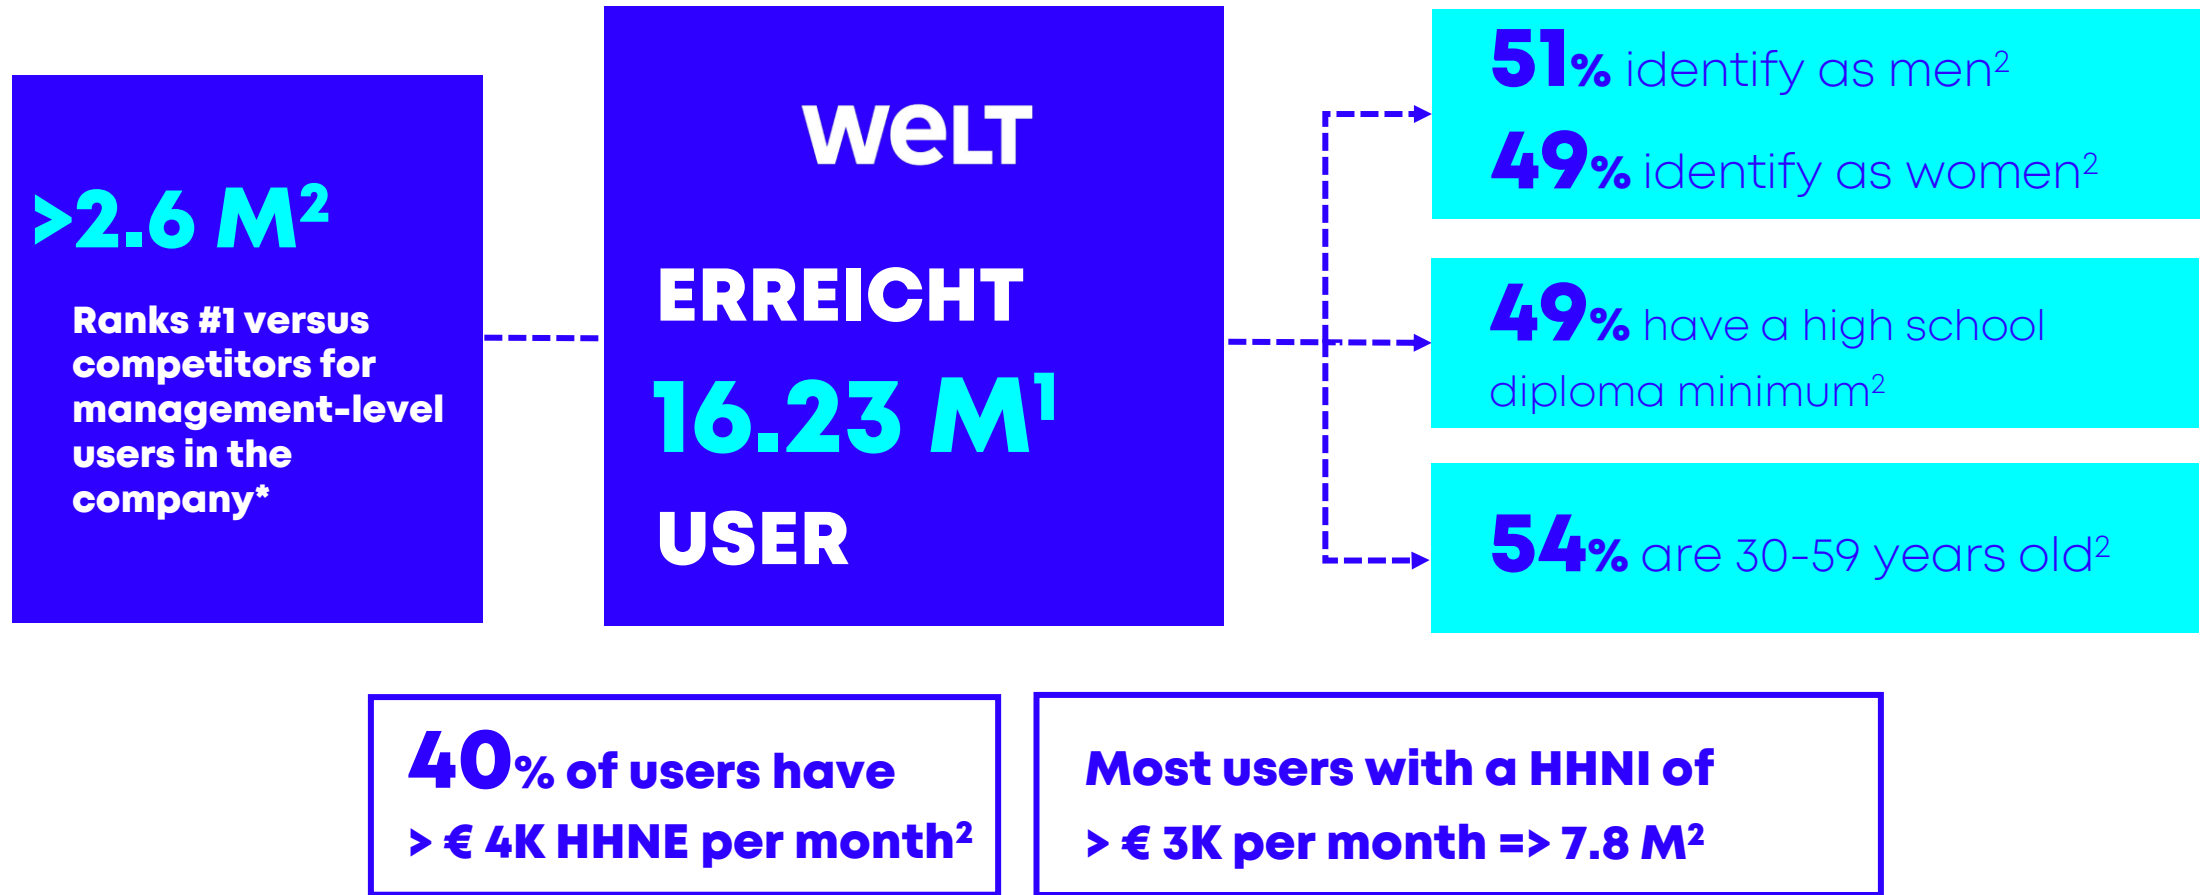 >2.6 M²
Ranks #1 versus
competitors for
management-level
users in the
company*
WELT
ERREICHT
16.23 M¹
USER
51% identify as men²
49% identify as women²
49% have a high school
diploma minimum²
54% are 30-59 years old²
40% of users have
> € 4K HHNE per month²
Most users with a HHNI of
> € 3K per month => 7.8 M²